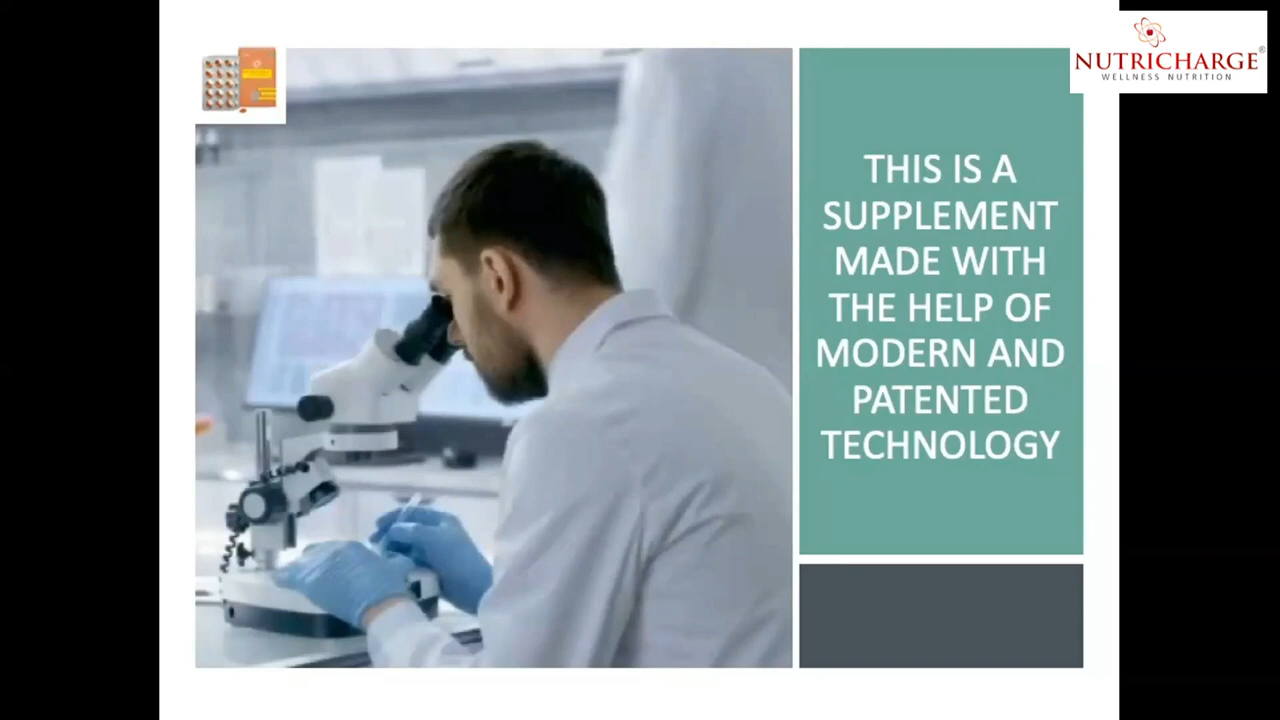 NUTRICHARGE®
WELLNESS NUTRITION
THIS IS A
SUPPLEMENT
MADE WITH
THE HELP OF
MODERN AND
PATENTED
TECHNOLOGY